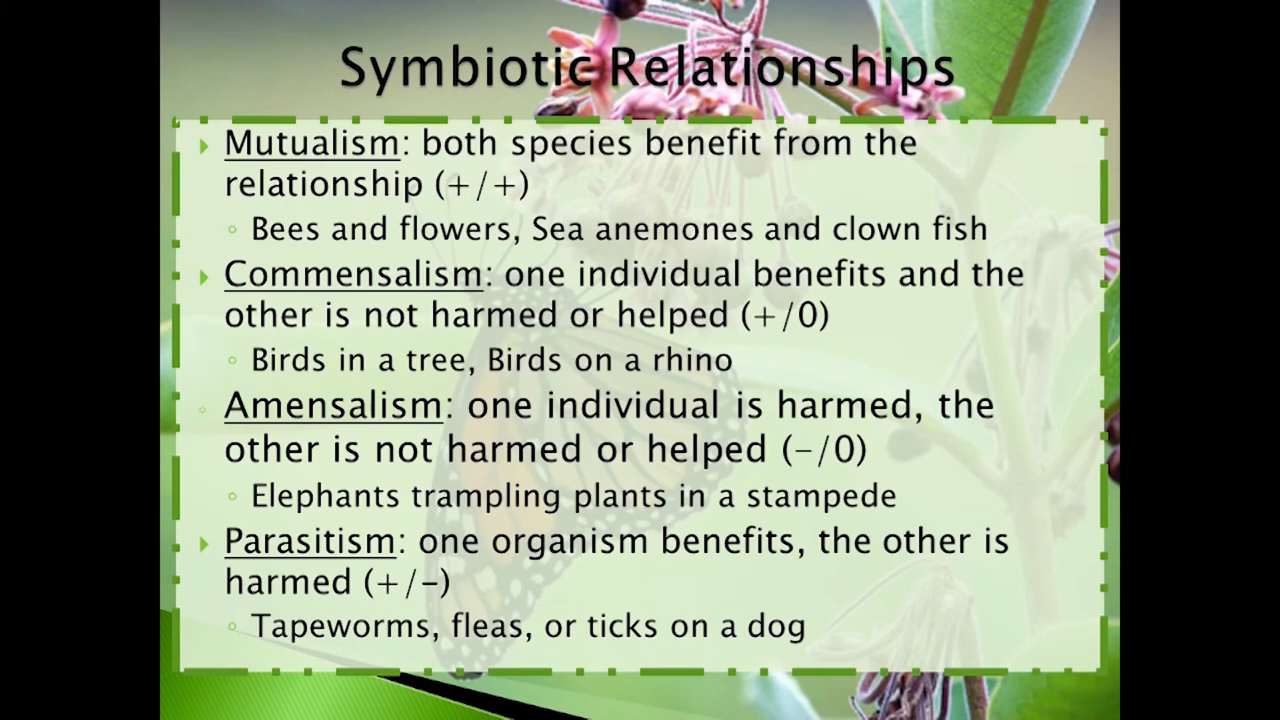 Symbiotic Relationships
Mutualism: both species benefit from the
relationship (+/+)
Bees and flowers, Sea anemones and clown fish
Commensalism: one individual benefits and the
other is not harmed or helped (+/0)
Birds in a tree, Birds on a rhino
Amensalism: one individual is harmed, the
other is not harmed or helped (-/0)
Elephants trampling plants in a stampede
Parasitism: one organism benefits, the other is
harmed (+/-)
Tapeworms, fleas, or ticks on a dog